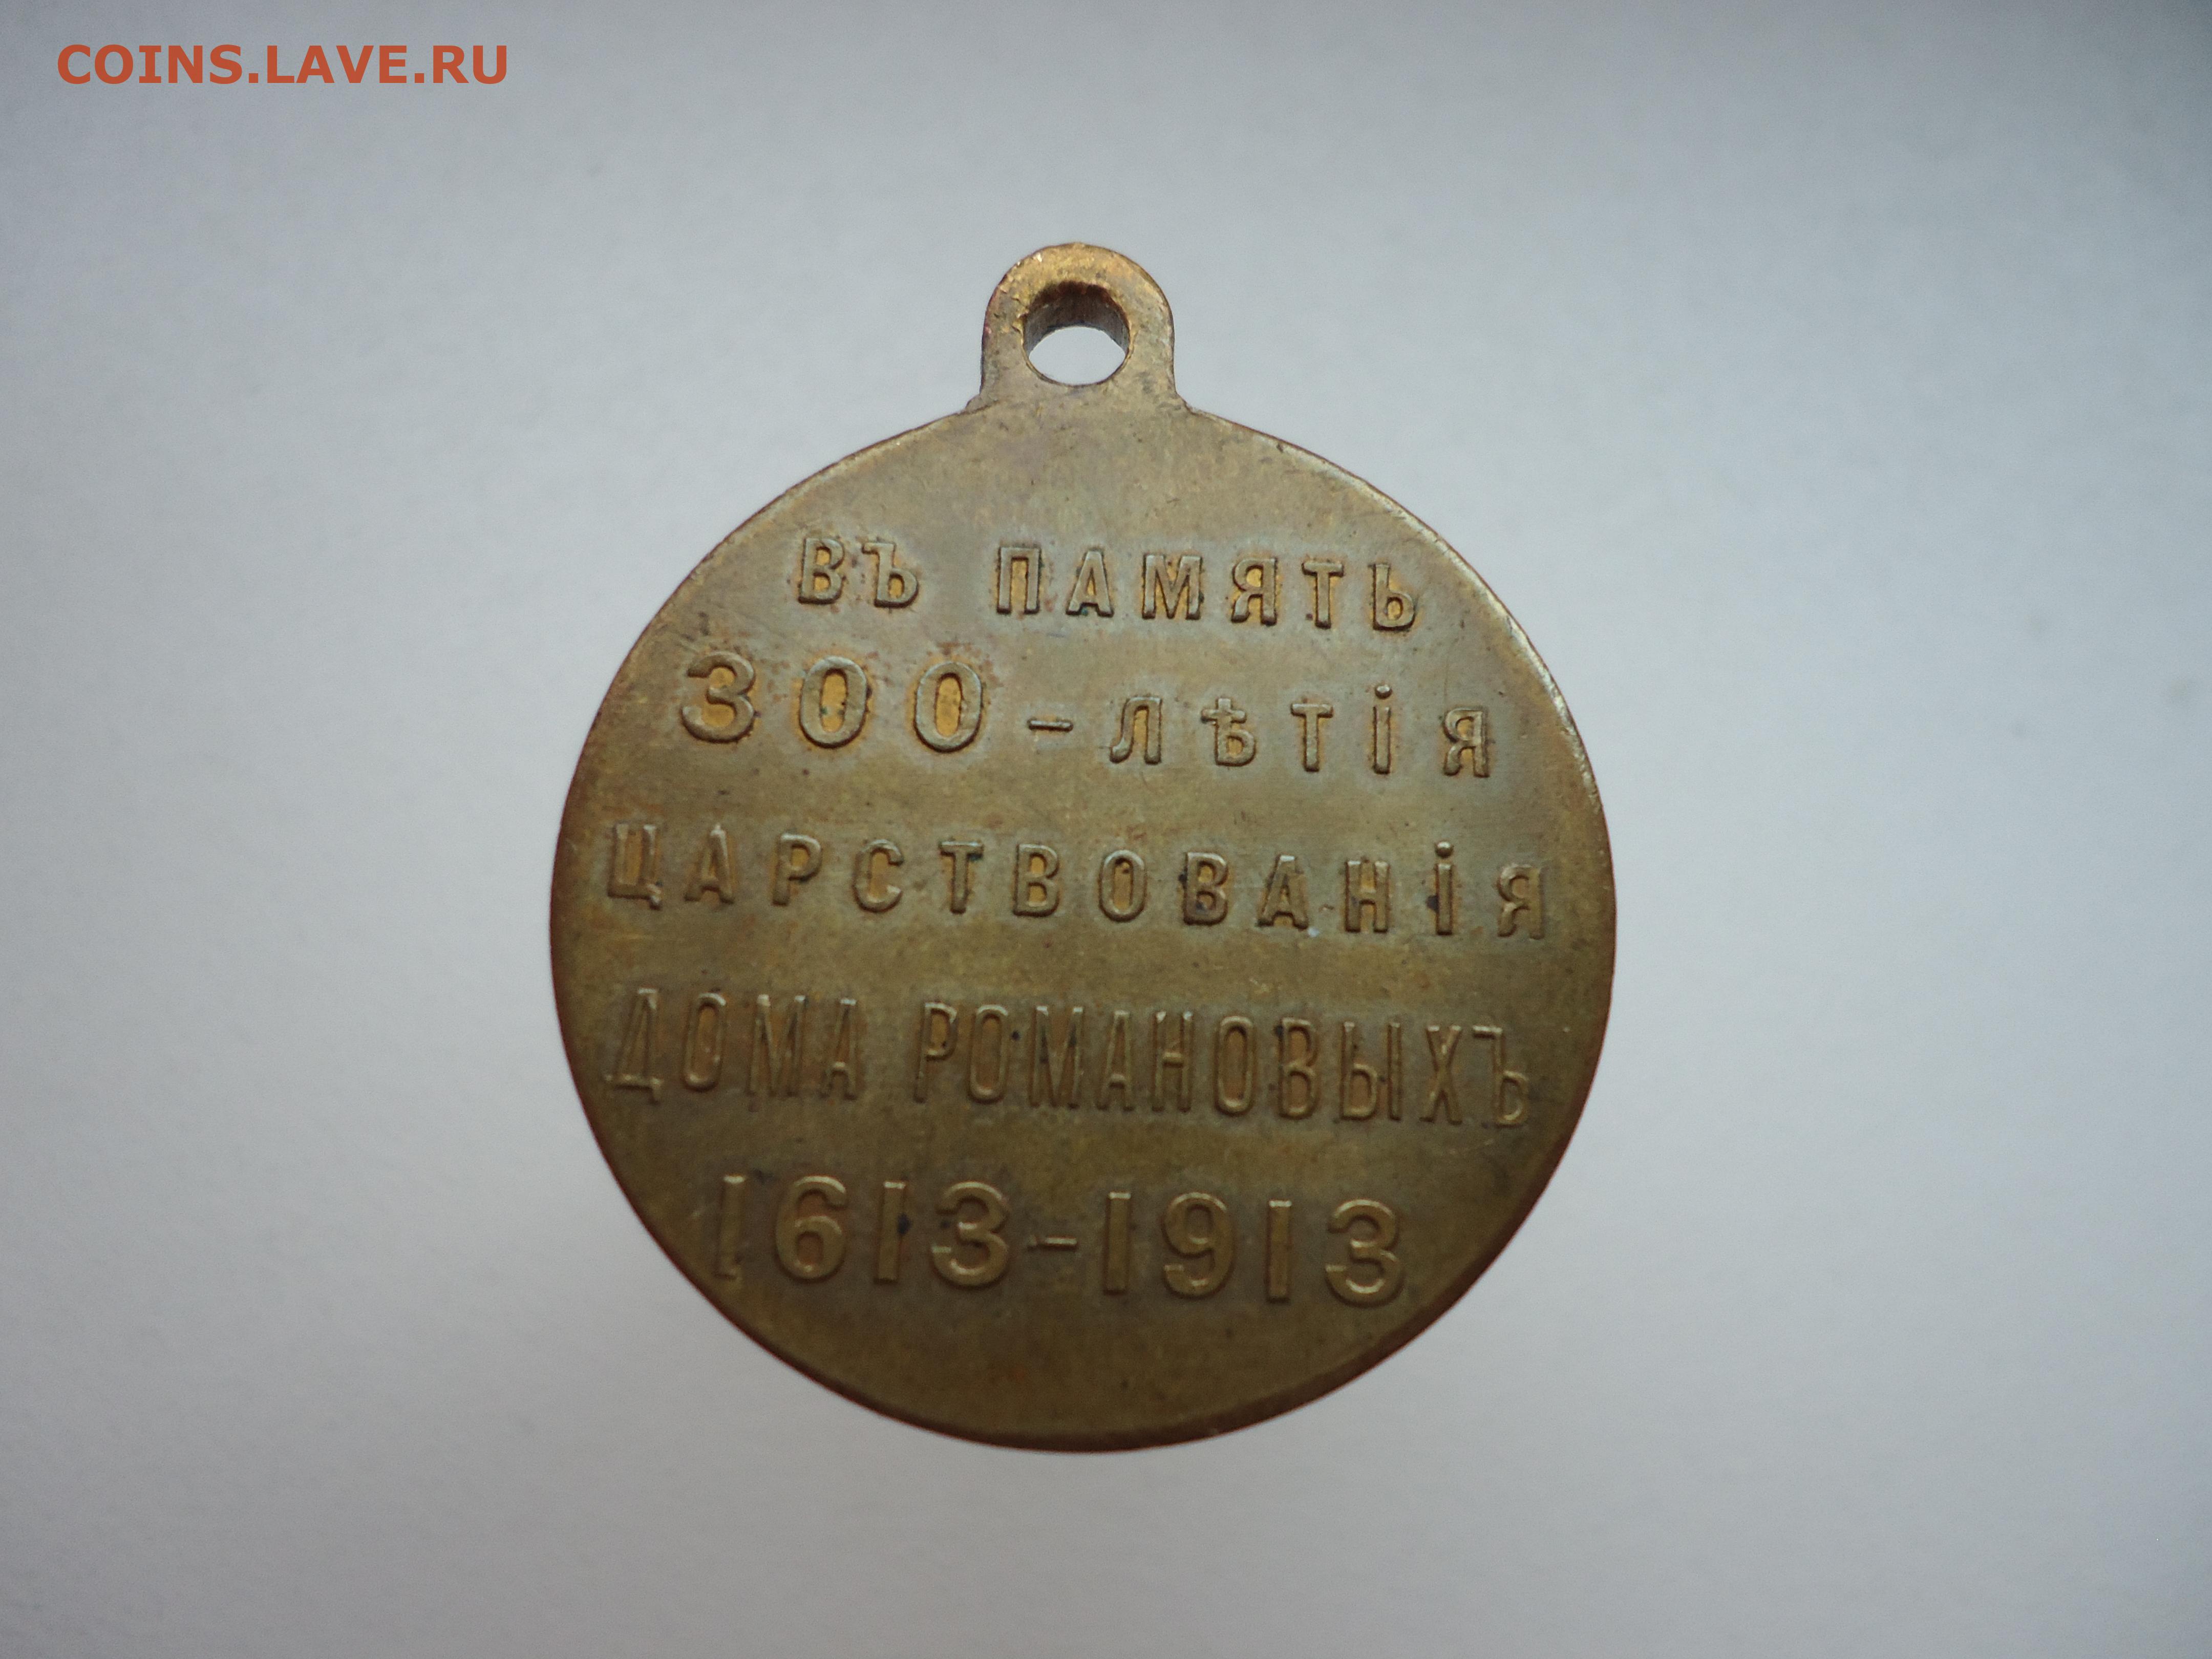 COINS.LAVE.RU
ВЪ ПАМЯТЬ
300-ЛѢТІЯ
ЦАРСТВОВАНІЯ
ДОМА РОМАНОВЫХЪ
1613-1913